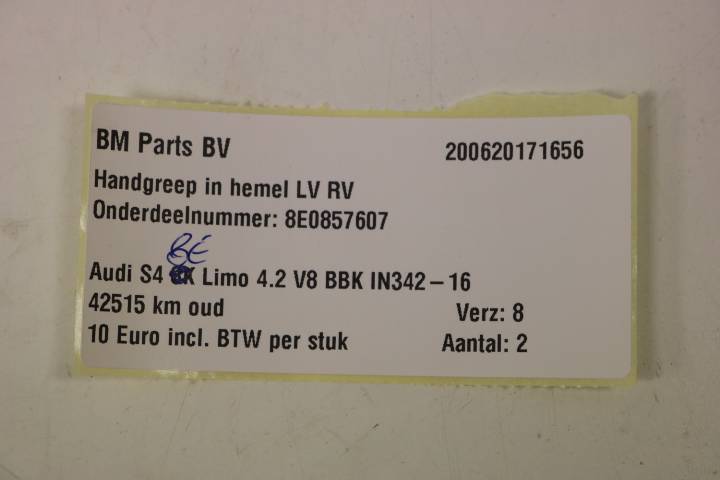 BM Parts BV 200620171656
Handgreep in hemel LV RV
Onderdeelnummer: 8E0857607
8E
Audi S4 Limo 4.2 V8 BBK IN342-16
42515 km oud Verz: 8
10 Euro incl. BTW per stuk Aantal: 2